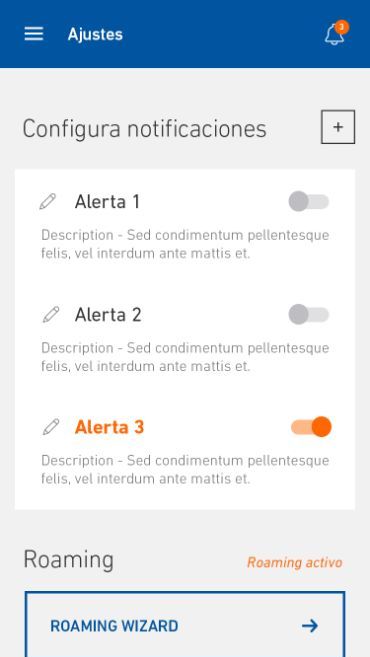 Ajustes
3
Configura notificaciones
+
Alerta 1
Description - Sed condimentum pellentesque
felis, vel interdum ante mattis et.
Alerta 2
Description - Sed condimentum pellentesque
felis, vel interdum ante mattis et.
Alerta 3
Description - Sed condimentum pellentesque
felis, vel interdum ante mattis et.
Roaming
Roaming activo
ROAMING WIZARD